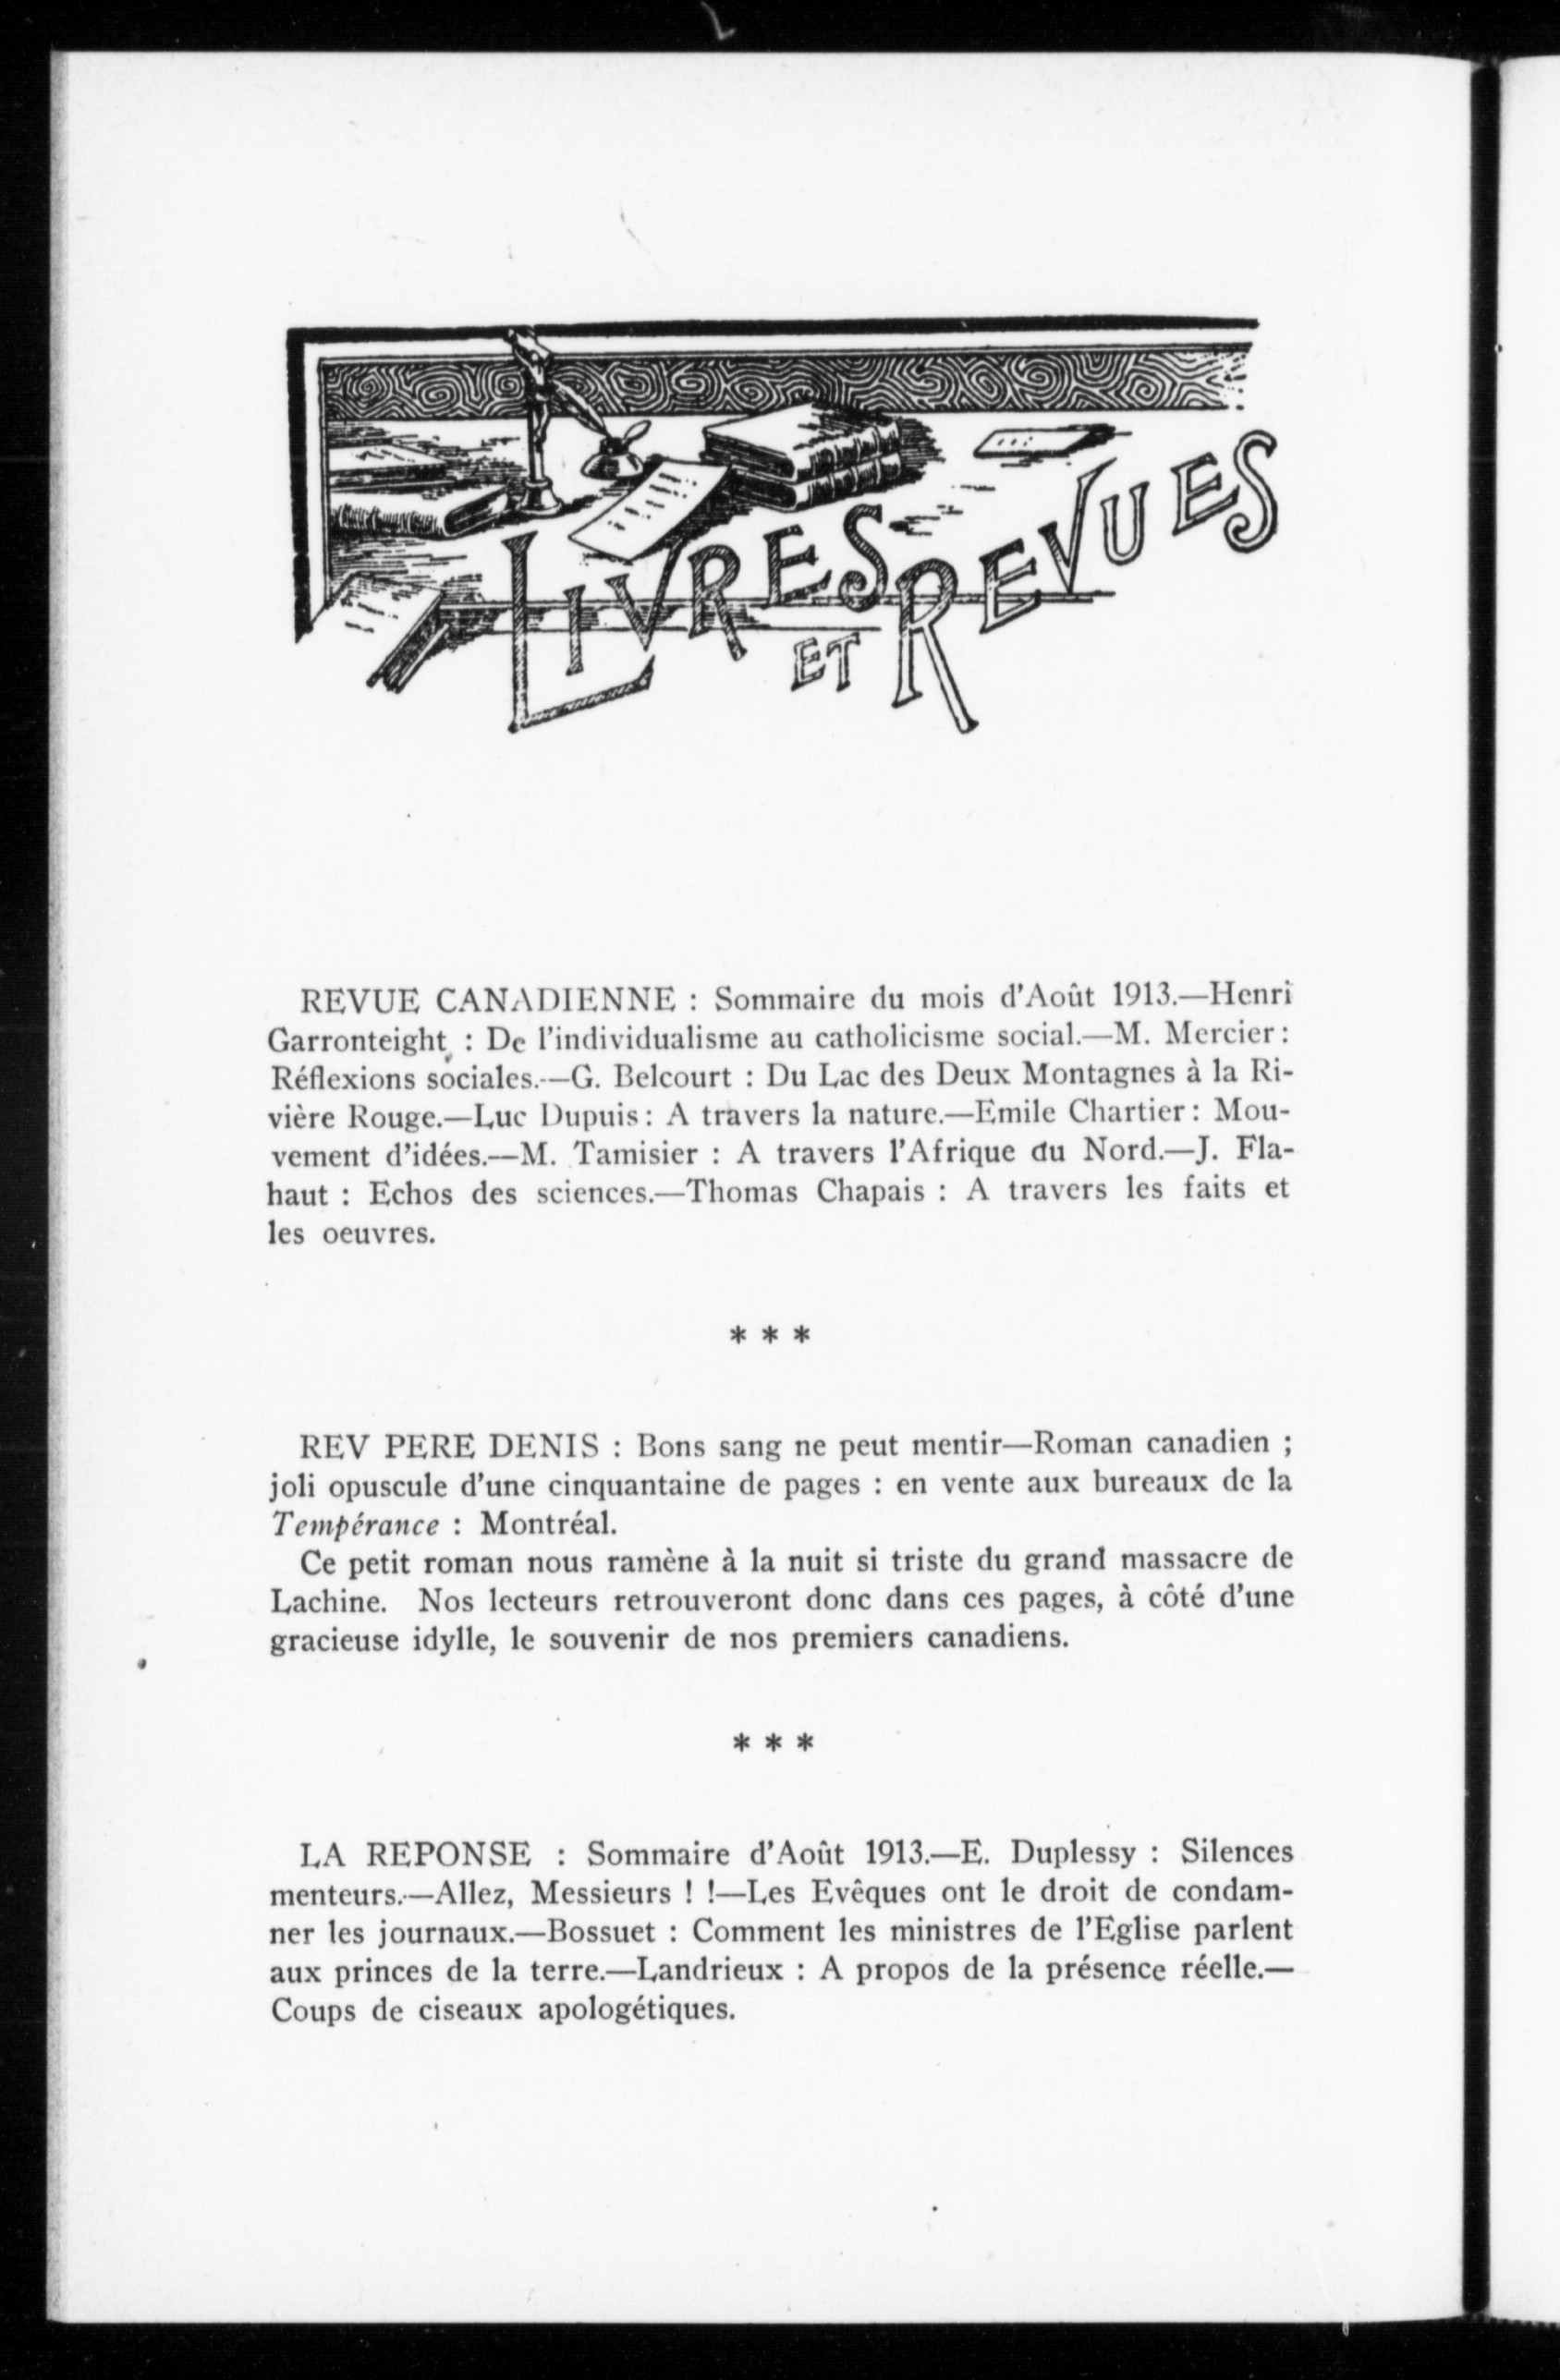 LIVRES ET REVUES
REVUE CANADIENNE : Sommaire du mois d'Août 1913.—Henri
Garronteight : De l'individualisme au catholicisme social.—M. Mercier :
Réflexions sociales.—G. Belcourt : Du Lac des Deux Montagnes à la Ri-
vière Rouge.—Luc Dupuis : A travers la nature.—Emile Chartier : Mou-
vement d'idées.—M. Tamisier : A travers l'Afrique du Nord.—J. Fla-
haut : Echos des sciences.—Thomas Chapais : A travers les faits et
les oeuvres.
* * *
REV PERE DENIS : Bons sang ne peut mentir—Roman canadien ;
joli opuscule d'une cinquantaine de pages : en vente aux bureaux de la
Tempérance : Montréal.
Ce petit roman nous ramène à la nuit si triste du grand massacre de
Lachine. Nos lecteurs retrouveront donc dans ces pages, à côté d'une
gracieuse idylle, le souvenir de nos premiers canadiens.
* * *
LA REPONSE : Sommaire d'Août 1913.—E. Duplessy : Silences
menteurs.—Allez, Messieurs ! !—Les Evêques ont le droit de condam-
ner les journaux.—Bossuet : Comment les ministres de l'Eglise parlent
aux princes de la terre.—Landrieux : A propos de la présence réelle.—
Coups de ciseaux apologétiques.